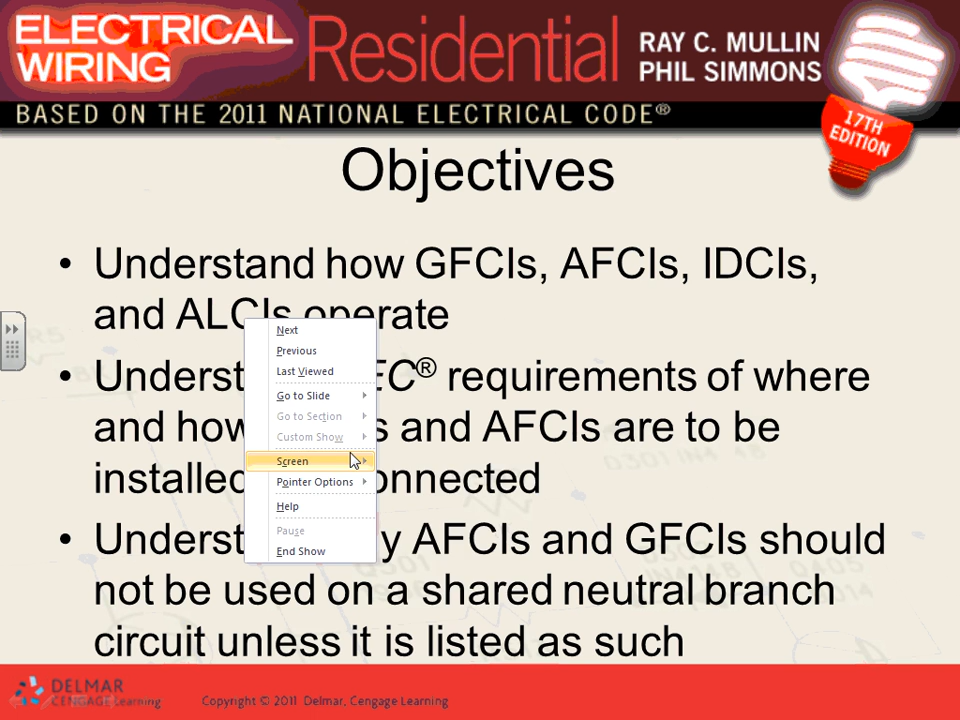 ELECTRICAL WIRING Residential RAY C. MULLIN
PHIL SIMMONS
BASED ON THE 2011 NATIONAL ELECTRICAL CODE®
17TH
EDITION
Objectives
• Understand how GFCIs, AFCIs, IDCIs,
and ALCIs operate
• Underst EC® requirements of where
and how s and AFCIs are to be
installed onnected
• Underst y AFCIs and GFCIs should
not be used on a shared neutral branch
circuit unless it is listed as such
Next
Previous
Last Viewed
Go to Slide
Go to Section
Custom Show
Screen
Pointer Options
Help
Pause
End Show
DELMAR
CENGAGE Learning
Copyright © 2011 Delmar, Cengage Learning